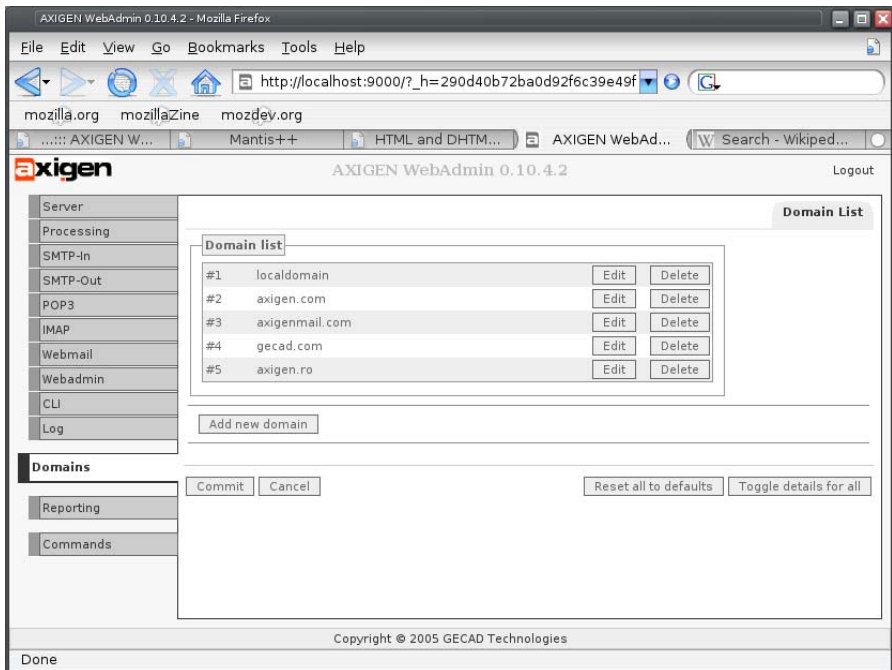 AXIGEN WebAdmin 0.10.4.2 - Mozilla Firefox
File Edit View Go Bookmarks Tools Help
http://localhost:9000/?_h=290d40b72ba0d92f6c39e49f
G
mozilla.org mozillaZine mozdev.org
...::: AXIGEN W... Mantis++ HTML and DHTM... AXIGEN WebAd... W Search - Wikiped...
axigen AXIGEN WebAdmin 0.10.4.2 Logout
Server
Processing
SMTP-In
SMTP-Out
POP3
IMAP
Webmail
Webadmin
CLI
Log
Domains
Reporting
Commands
Domain List
Domain list
#1 localdomain Edit Delete
#2 axigen.com Edit Delete
#3 axigenmail.com Edit Delete
#4 gecad.com Edit Delete
#5 axigen.ro Edit Delete
Add new domain
Commit Cancel Reset all to defaults Toggle details for all
Copyright © 2005 GECAD Technologies
Done